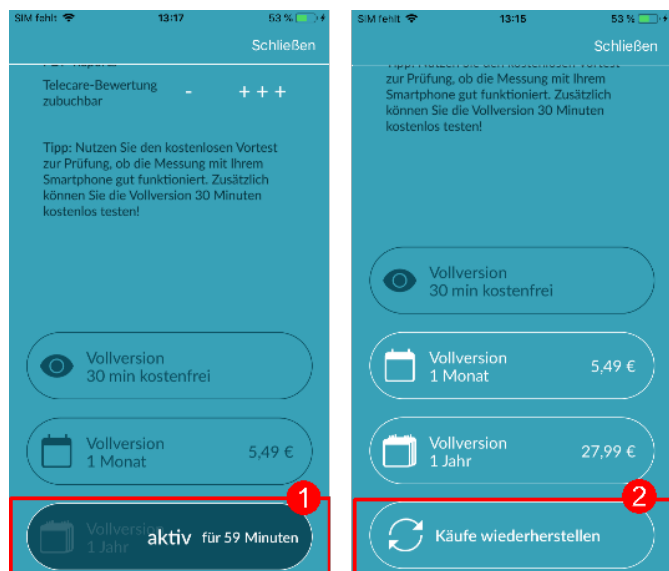 SIM fehlt 13:17 53 %
Schließen
Telecare-Bewertung
zubuchbar
- +++
Tipp: Nutzen Sie den kostenlosen Vortest
zur Prüfung, ob die Messung mit Ihrem
Smartphone gut funktioniert. Zusätzlich
können Sie die Vollversion 30 Minuten
kostenlos testen!
Vollversion
30 min kostenfrei
Vollversion
1 Monat
5,49 €
1
Vollversion
1 Jahr
aktiv für 59 Minuten
SIM fehlt 13:15 53 %
Schließen
zur Prüfung, ob die Messung mit Ihrem
Smartphone gut funktioniert. Zusätzlich
können Sie die Vollversion 30 Minuten
kostenlos testen!
Vollversion
30 min kostenfrei
Vollversion
1 Monat
5,49 €
Vollversion
1 Jahr
27,99 €
2
Käufe wiederherstellen